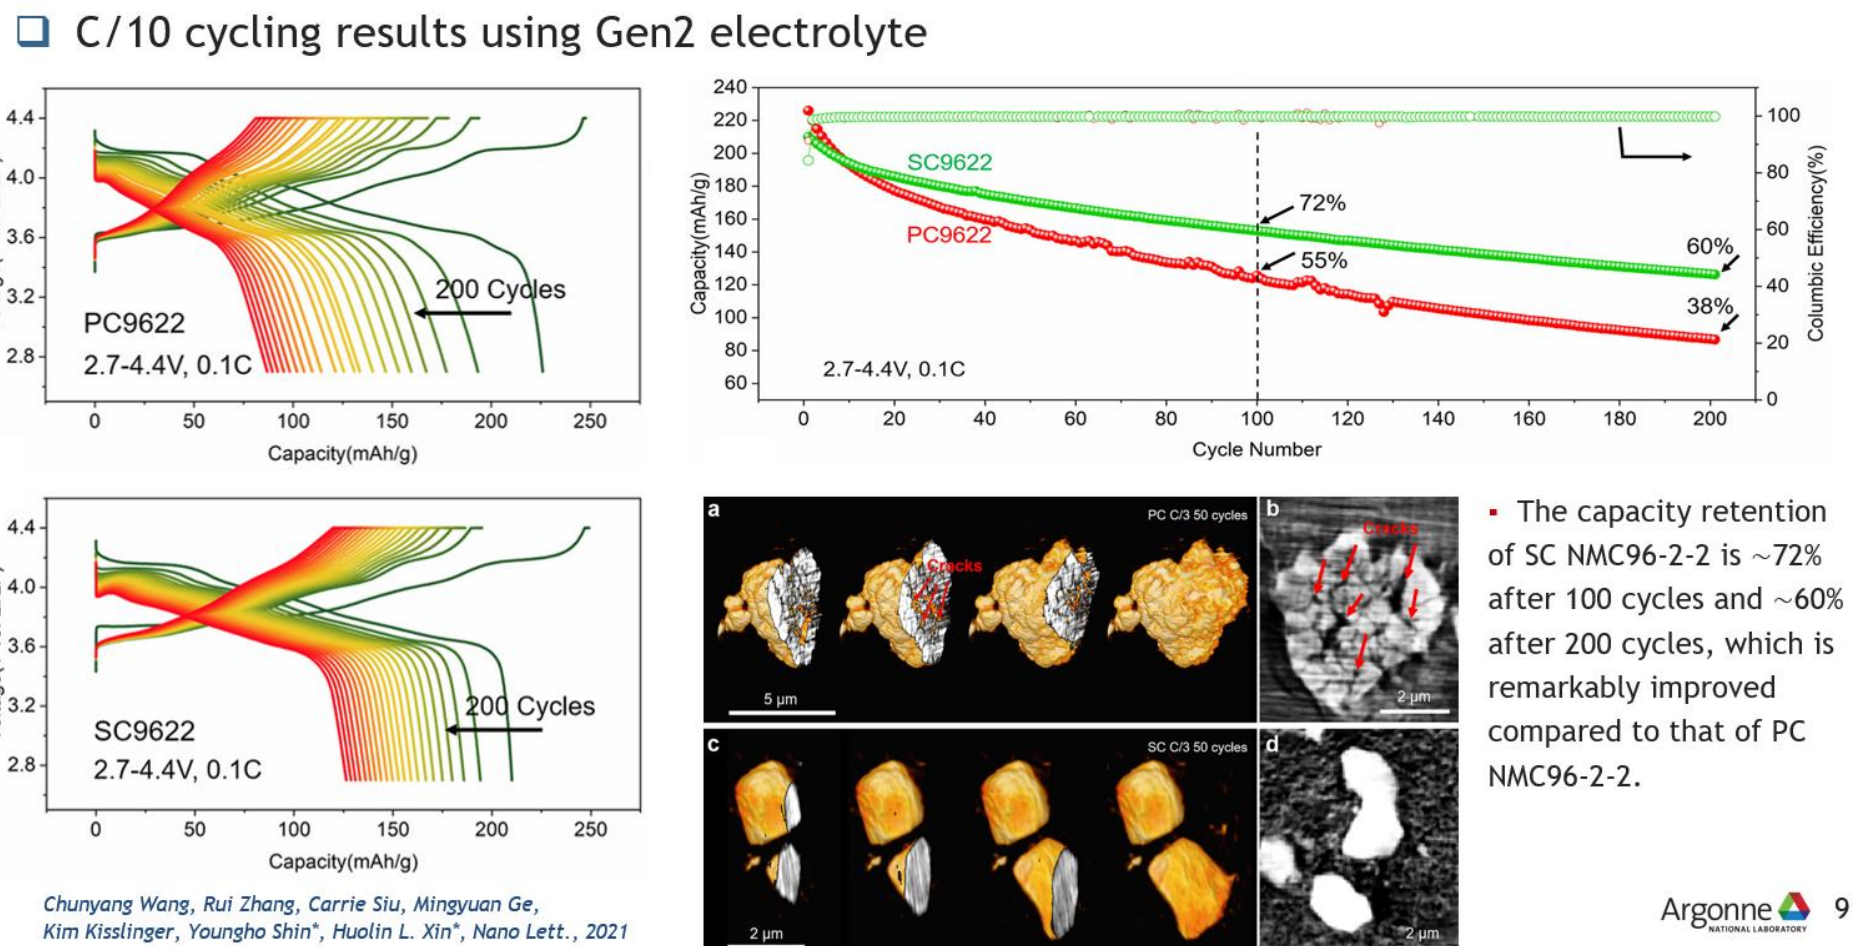 C/10 cycling results using Gen2 electrolyte
4.4
4.0
3.6
3.2
2.8
200 Cycles
PC9622
2.7-4.4V, 0.1C
0 50 100 150 200 250
Capacity(mAh/g)
240
220
200
180
160
140
120
100
80
60
Capacity(mAh/g)
SC9622
PC9622
72%
55%
60%
38%
2.7-4.4V, 0.1C
100
80
60
40
20
0
Columbic Efficiency(%)
0 20 40 60 80 100 120 140 160 180 200
Cycle Number
4.4
4.0
3.6
3.2
2.8
200 Cycles
SC9622
2.7-4.4V, 0.1C
0 50 100 150 200 250
Capacity(mAh/g)
a
PC C/3 50 cycles
Cracks
5 μm
b
Cracks
2 μm
c
SC C/3 50 cycles
2 μm
d
2 μm
▪ The capacity retention
of SC NMC96-2-2 is ~72%
after 100 cycles and ~60%
after 200 cycles, which is
remarkably improved
compared to that of PC
NMC96-2-2.
Chunyang Wang, Rui Zhang, Carrie Siu, Mingyuan Ge,
Kim Kisslinger, Youngho Shin*, Huolin L. Xin*, Nano Lett., 2021
Argonne
NATIONAL LABORATORY
9